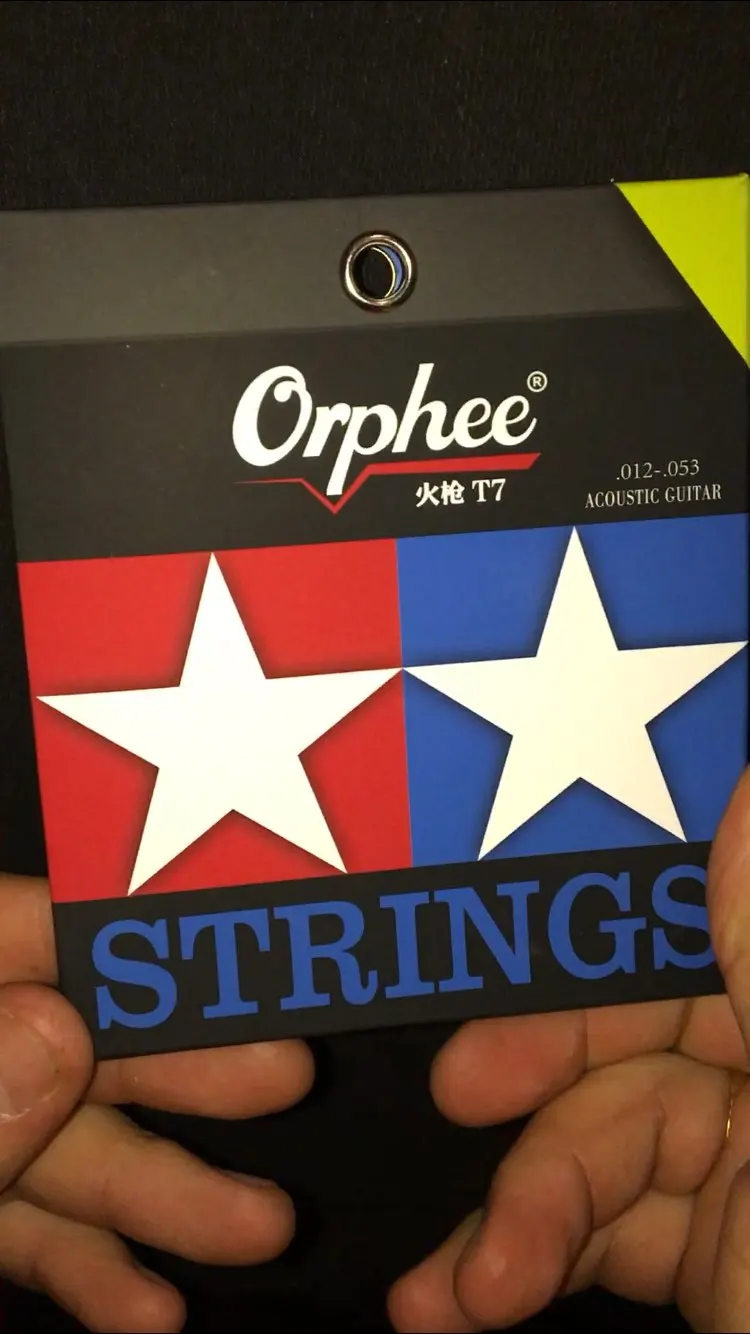 Orphee®
火枪 T7
.012-.053
ACOUSTIC GUITAR
STRINGS